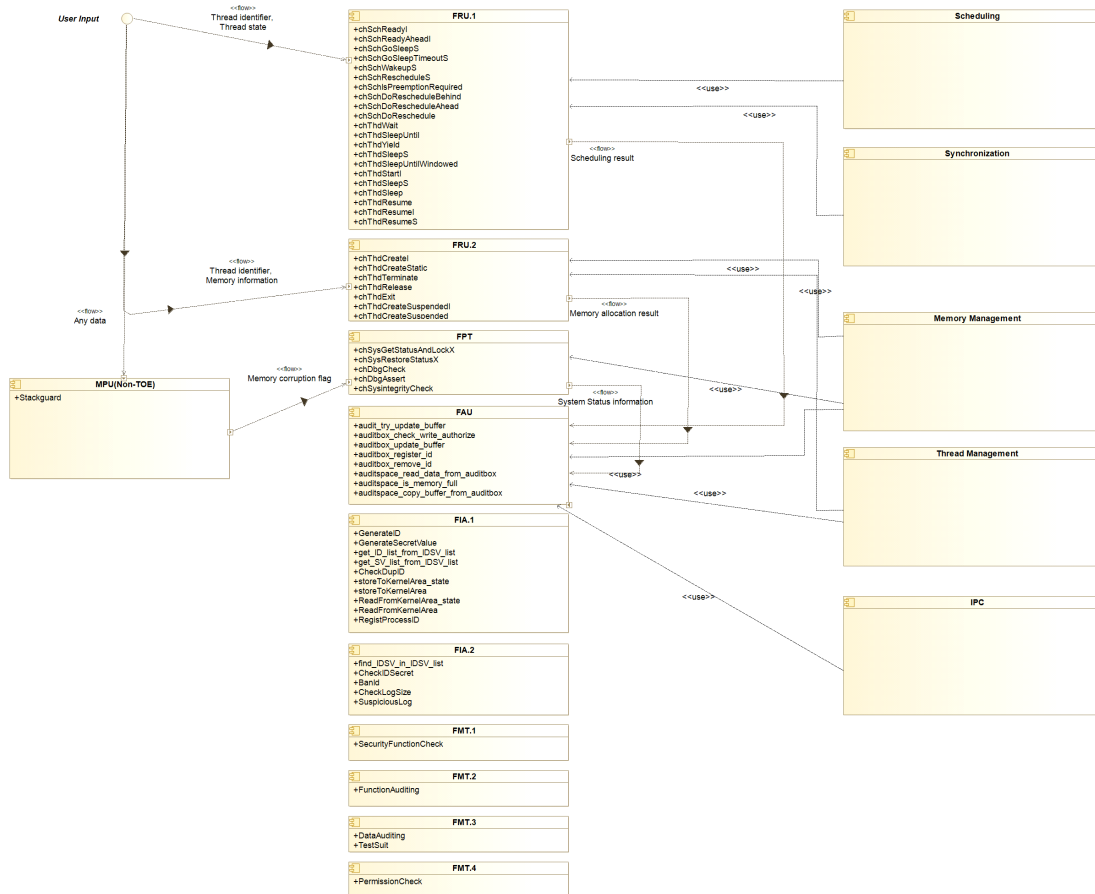 User Input
<<flow>>
Thread identifier,
Thread state
FRU.1
+chSchReadyI
+chSchReadyAheadI
+chSchGoSleepS
+chSchGoSleepTimeoutS
+chSchWakeupS
+chSchRescheduleS
+chSchIsPreemptionRequired
+chSchDoRescheduleBehind
+chSchDoRescheduleAhead
+chSchDoReschedule
+chThdWait
+chThdSleepUntil
+chThdYield
+chThdSleepS
+chThdSleepUntilWindowed
+chThdStartI
+chThdSleepS
+chThdSleep
+chThdResume
+chThdResumeI
+chThdResumeS
<<flow>>
Scheduling result
<<use>>
<<use>>
Scheduling
Synchronization
FRU.2
+chThdCreateI
+chThdCreateStatic
+chThdTerminate
+chThdRelease
+chThdExit
+chThdCreateSuspendedI
+chThdCreateSuspended
<<flow>>
Thread identifier,
Memory information
<<flow>>
Any data
<<flow>>
Memory allocation result
<<use>>
<<use>>
Memory Management
FPT
+chSysGetStatusAndLockX
+chSysRestoreStatusX
+chDbgCheck
+chDbgAssert
+chSysIntegrityCheck
MPU(Non-TOE)
+Stackguard
<<flow>>
Memory corruption flag
<<flow>>
System Status information
<<use>>
FAU
+audit_try_update_buffer
+auditbox_check_write_authorize
+auditbox_update_buffer
+auditbox_register_id
+auditbox_remove_id
+auditspace_read_data_from_auditbox
+auditspace_is_memory_full
+auditspace_copy_buffer_from_auditbox
<<use>>
<<use>>
Thread Management
FIA.1
+GenerateID
+GenerateSecretValue
+get_ID_list_from_IDSV_list
+get_SV_list_from_IDSV_list
+CheckDupID
+storeToKernelArea_state
+storeToKernelArea
+ReadFromKernelArea_state
+ReadFromKernelArea
+RegistProcessID
<<use>>
IPC
FIA.2
+find_IDSV_in_IDSV_list
+CheckIDSecret
+BanId
+CheckLogSize
+SuspiciousLog
FMT.1
+SecurityFunctionCheck
FMT.2
+FunctionAuditing
FMT.3
+DataAuditing
+TestSuit
FMT.4
+PermissionCheck